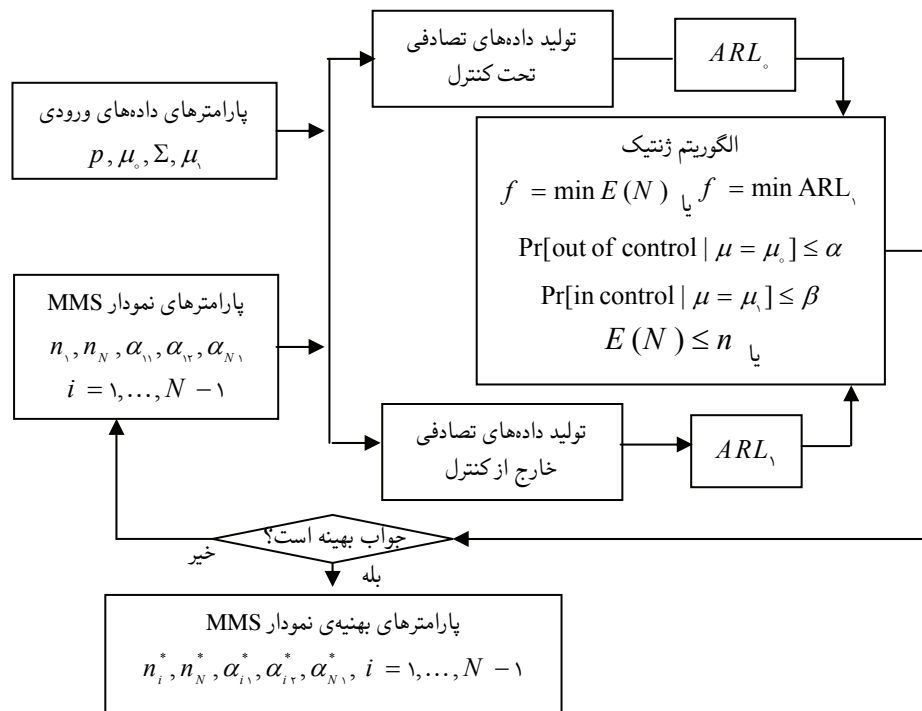 تولید داده‌های تصادفی
تحت کنترل
ARL۰
پارامترهای داده‌های ورودی
p, μ۰, Σ, μ۱
الگوریتم ژنتیک
f = min E(N) یا f = min ARL۱
Pr[out of control | μ = μ۰] ≤ α
Pr[in control | μ = μ۱] ≤ β
یا E(N) ≤ n
پارامترهای نمودار MMS
n۱, nN, α۱۱, α۱۲, αN۱
i = ۱,…, N − ۱
تولید داده‌های تصادفی
خارج از کنترل
ARL۱
جواب بهینه است؟
خیر
بله
پارامترهای بهنیه‌ی نمودار MMS
n*i, n*N, α*i۱, α*i۲, α*N۱, i = ۱,…, N − ۱